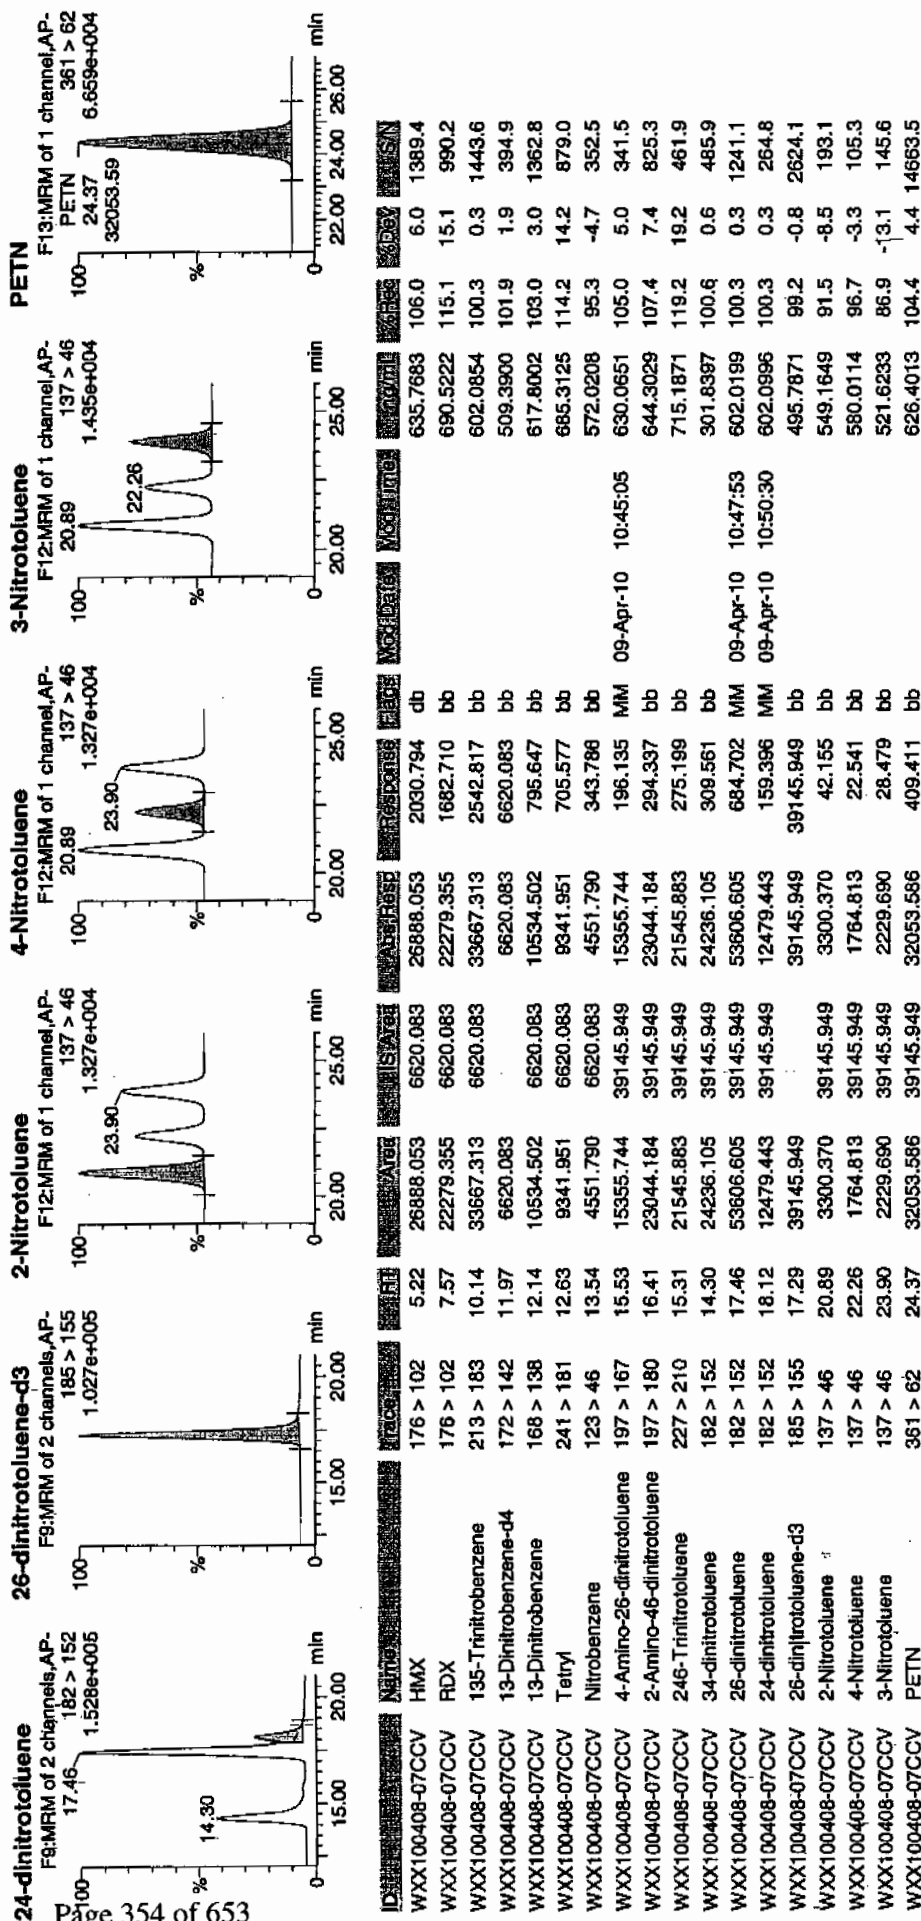 24-dinitrotoluene
F9:MRM of 2 channels,AP-
182 > 152
1.528e+005
100
17.46
14.30
%
0
15.00
20.00
min
26-dinitrotoluene-d3
F9:MRM of 2 channels,AP-
185 > 155
1.027e+005
100
%
0
15.00
20.00
min
2-Nitrotoluene
F12:MRM of 1 channel,AP-
137 > 46
1.327e+004
100
23.90
%
0
20.00
25.00
min
4-Nitrotoluene
F12:MRM of 1 channel,AP-
137 > 46
1.327e+004
100
20.89
23.90
%
0
20.00
25.00
min
3-Nitrotoluene
F12:MRM of 1 channel,AP-
137 > 46
1.435e+004
100
20.89
22.26
%
0
20.00
25.00
min
PETN
F13:MRM of 1 channel,AP-
361 > 62
6.659e+004
100
PETN
24.37
32053.59
%
0
22.00
24.00
26.00
min
ID Name Trace RT Area IS Area Abs Resp Response Flags Mod Date Mod Time ng/mL %Rec %Dev S/N
WXX100408-07CCV HMX 176 > 102 5.22 26888.053 6620.083 26888.053 2030.794 db 635.7683 106.0 6.0 1389.4
WXX100408-07CCV RDX 176 > 102 7.57 22279.355 6620.083 22279.355 1682.710 bb 690.5222 115.1 15.1 990.2
WXX100408-07CCV 135-Trinitrobenzene 213 > 183 10.14 33667.313 6620.083 33667.313 2542.817 bb 602.0854 100.3 0.3 1443.6
WXX100408-07CCV 13-Dinitrobenzene-d4 172 > 142 11.97 6620.083 6620.083 6620.083 bb 509.3900 101.9 1.9 394.9
WXX100408-07CCV 13-Dinitrobenzene 168 > 138 12.14 10534.502 6620.083 10534.502 795.647 bb 617.8002 103.0 3.0 1362.8
WXX100408-07CCV Tetryl 241 > 181 12.63 9341.951 6620.083 9341.951 705.577 bb 685.3125 114.2 14.2 879.0
WXX100408-07CCV Nitrobenzene 123 > 46 13.54 4551.790 6620.083 4551.790 343.786 bb 572.0208 95.3 -4.7 352.5
WXX100408-07CCV 4-Amino-26-dinitrotoluene 197 > 167 15.53 15355.744 39145.949 15355.744 196.135 MM 09-Apr-10 10:45:05 630.0651 105.0 5.0 341.5
WXX100408-07CCV 2-Amino-46-dinitrotoluene 197 > 180 16.41 23044.184 39145.949 23044.184 294.337 bb 644.3029 107.4 7.4 825.3
WXX100408-07CCV 246-Trinitrotoluene 227 > 210 15.31 21545.883 39145.949 21545.883 275.199 bb 715.1871 119.2 19.2 461.9
WXX100408-07CCV 34-dinitrotoluene 182 > 152 14.30 24236.105 39145.949 24236.105 309.561 bb 301.8397 100.6 0.6 485.9
WXX100408-07CCV 26-dinitrotoluene 182 > 152 17.46 53606.605 39145.949 53606.605 684.702 MM 09-Apr-10 10:47:53 602.0199 100.3 0.3 1241.1
WXX100408-07CCV 24-dinitrotoluene 182 > 152 18.12 12479.443 39145.949 12479.443 159.396 MM 09-Apr-10 10:50:30 602.0996 100.3 0.3 264.8
WXX100408-07CCV 26-dinitrotoluene-d3 185 > 155 17.29 39145.949 39145.949 39145.949 bb 495.7871 99.2 -0.8 2624.1
WXX100408-07CCV 2-Nitrotoluene 137 > 46 20.89 3300.370 39145.949 3300.370 42.155 bb 549.1649 91.5 -8.5 193.1
WXX100408-07CCV 4-Nitrotoluene 137 > 46 22.26 1764.813 39145.949 1764.813 22.541 bb 580.0114 96.7 -3.3 105.3
WXX100408-07CCV 3-Nitrotoluene 137 > 46 23.90 2229.690 39145.949 2229.690 28.479 bb 521.6233 86.9 -13.1 145.6
WXX100408-07CCV PETN 361 > 62 24.37 32053.586 39145.949 32053.586 409.411 bb 626.4013 104.4 4.4 14663.5
Page 354 of 653